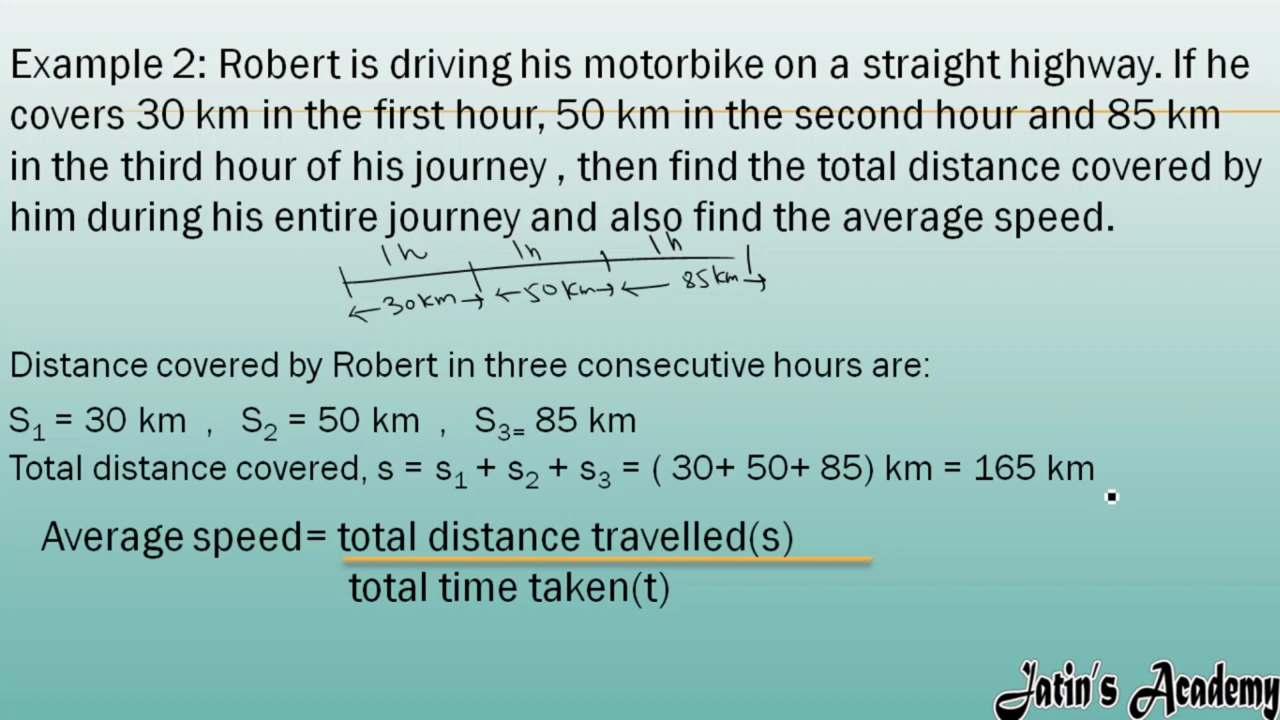 Example 2: Robert is driving his motorbike on a straight highway. If he
covers 30 km in the first hour, 50 km in the second hour and 85 km
in the third hour of his journey , then find the total distance covered by
him during his entire journey and also find the average speed.
1h 1h 1h
30km 50km 85km
Distance covered by Robert in three consecutive hours are:
S₁ = 30 km , S₂ = 50 km , S₃₌ 85 km
Total distance covered, s = s₁ + s₂ + s₃ = ( 30+ 50+ 85) km = 165 km
Average speed= total distance travelled(s)
total time taken(t)
Jatin's Academy